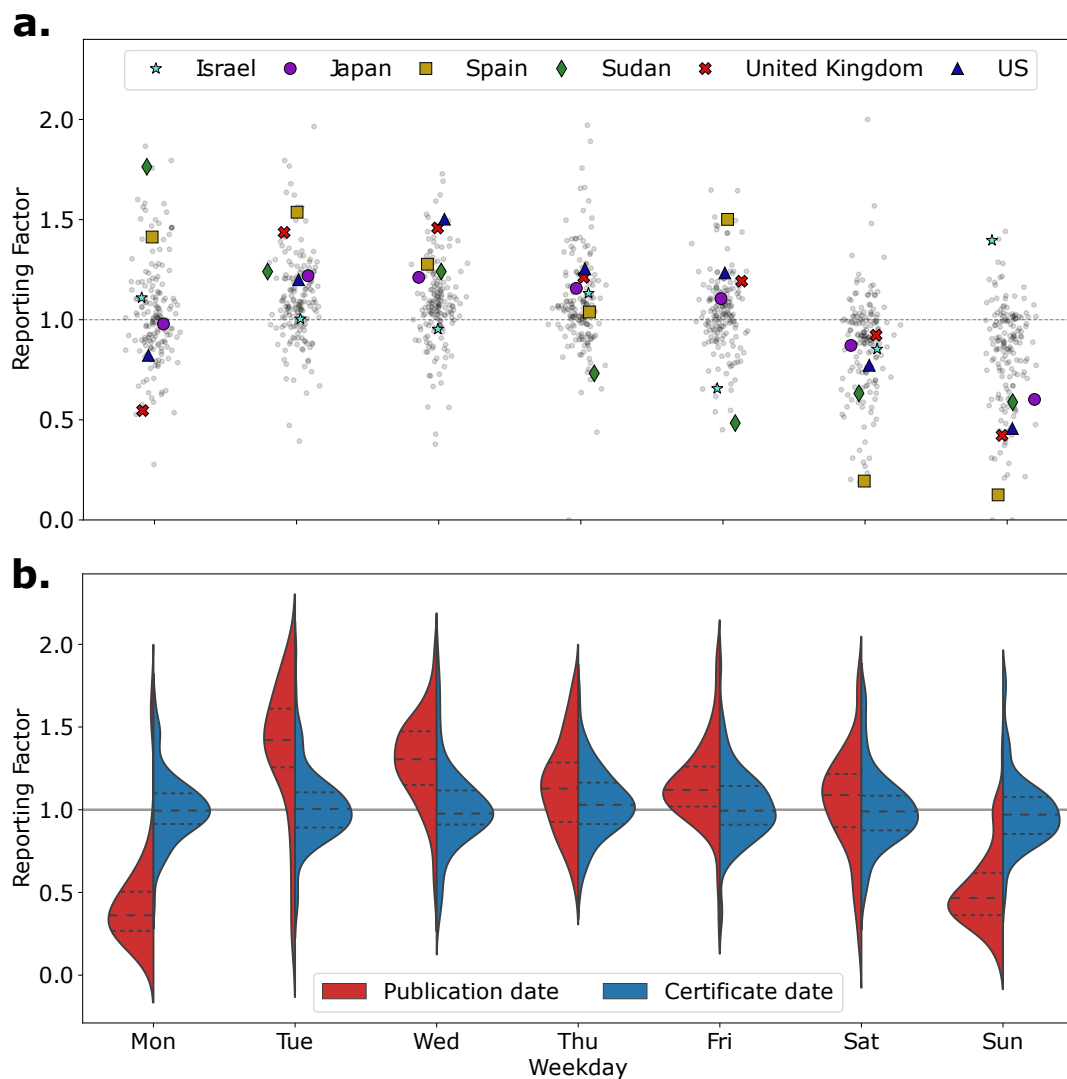 a.
Israel Japan Spain Sudan United Kingdom US
Reporting Factor
2.0
1.5
1.0
0.5
0.0
b.
Reporting Factor
2.0
1.5
1.0
0.5
0.0
Publication date Certificate date
Mon Tue Wed Thu Fri Sat Sun
Weekday